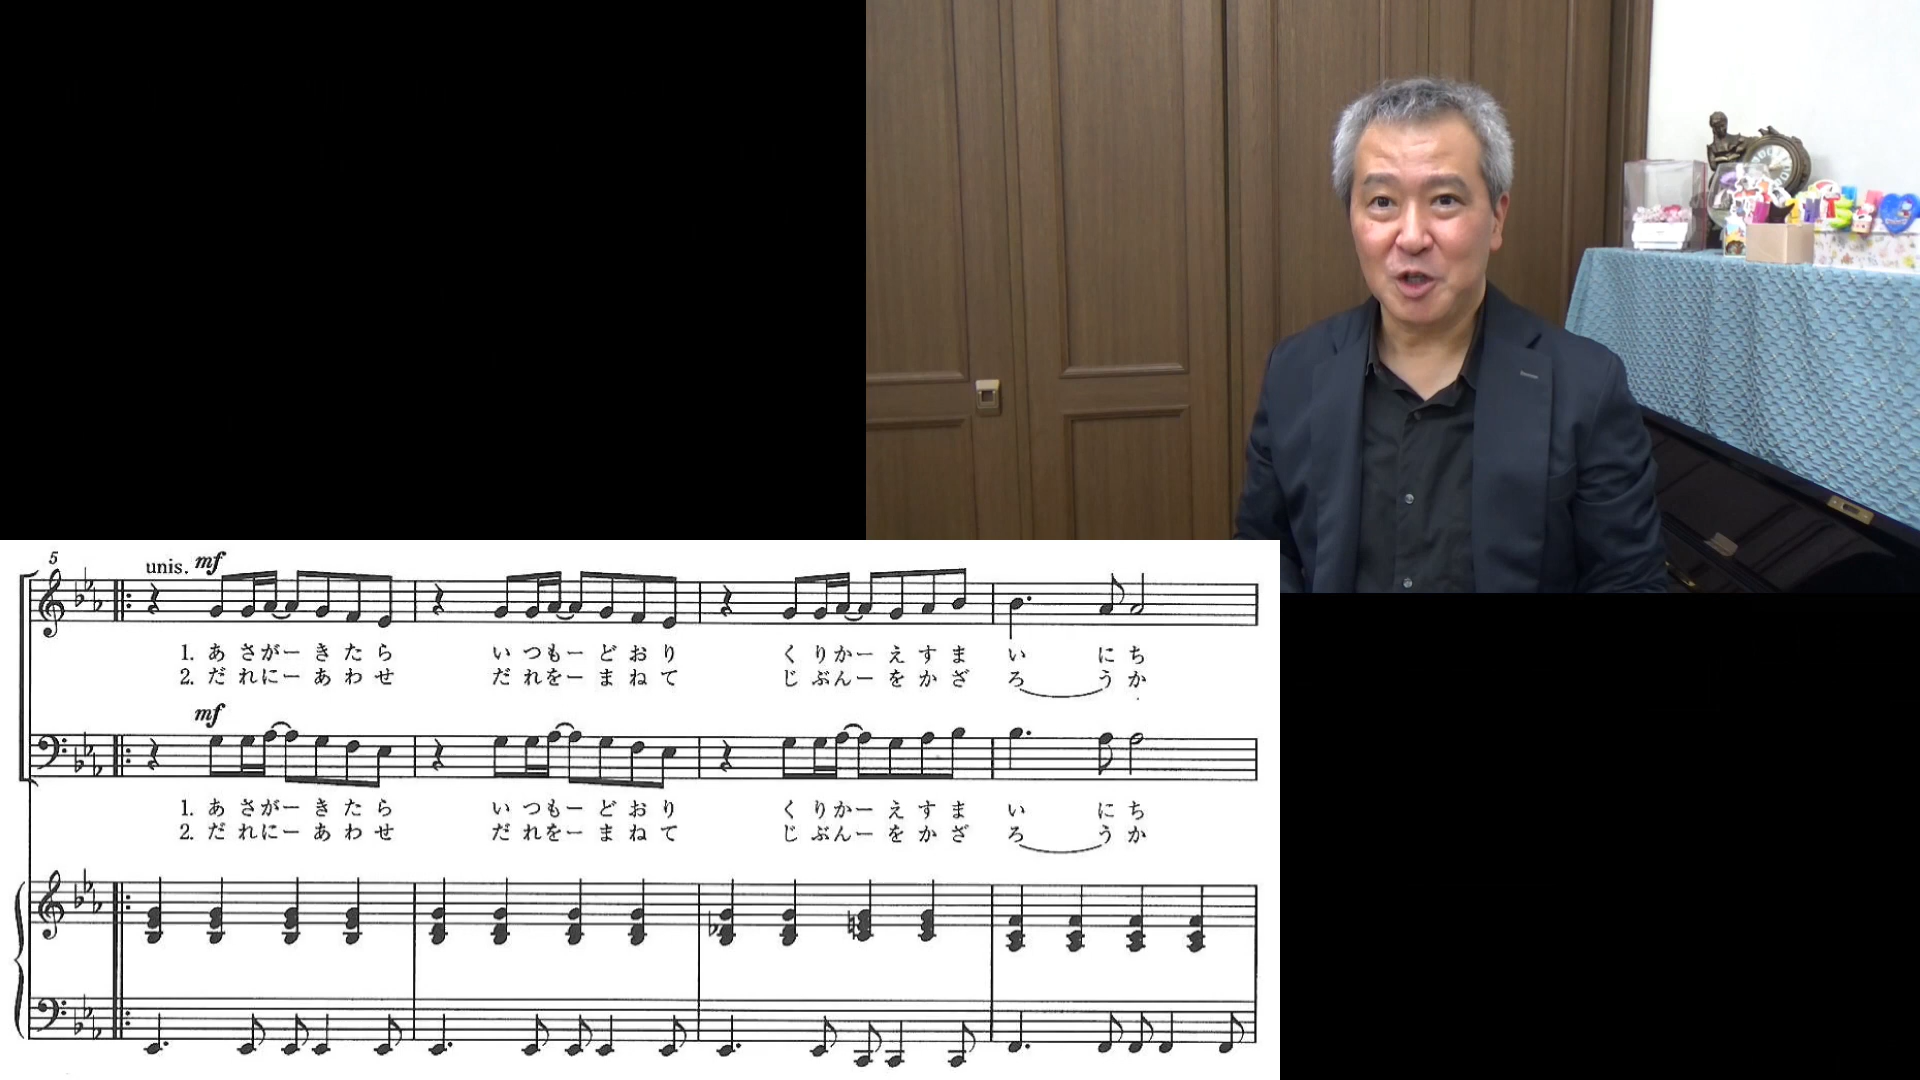 5
unis. mf
1. あ さ が ー き た ら い つ も ー ど お り く り か ー え す ま い に ち
2. だ れ に ー あ わ せ だ れ を ー ま ね て じ ぶ ん ー を か ざ ろ う か
mf
1. あ さ が ー き た ら い つ も ー ど お り く り か ー え す ま い に ち
2. だ れ に ー あ わ せ だ れ を ー ま ね て じ ぶ ん ー を か ざ ろ う か